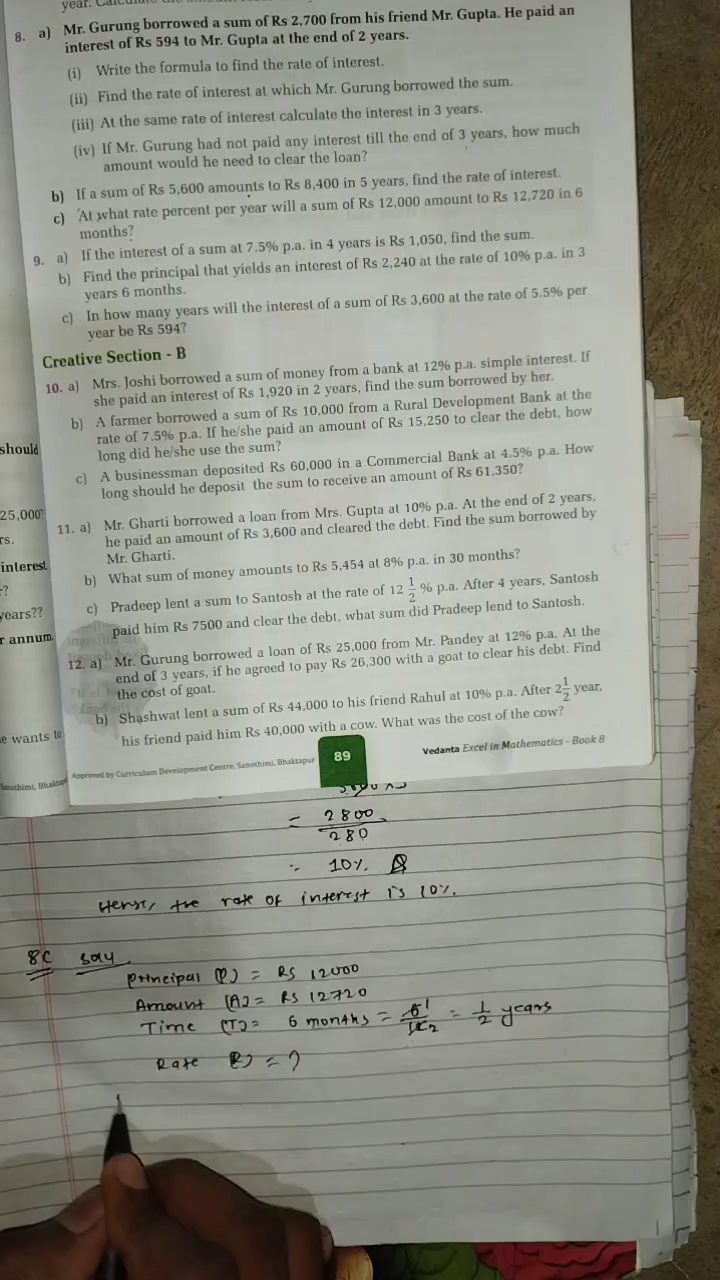 year.
8. a) Mr. Gurung borrowed a sum of Rs 2,700 from his friend Mr. Gupta. He paid an
interest of Rs 594 to Mr. Gupta at the end of 2 years.
(i) Write the formula to find the rate of interest.
(ii) Find the rate of interest at which Mr. Gurung borrowed the sum.
(iii) At the same rate of interest calculate the interest in 3 years.
(iv) If Mr. Gurung had not paid any interest till the end of 3 years, how much
amount would he need to clear the loan?
b) If a sum of Rs 5,600 amounts to Rs 8,400 in 5 years, find the rate of interest.
c) At what rate percent per year will a sum of Rs 12,000 amount to Rs 12,720 in 6
months?
9. a) If the interest of a sum at 7.5% p.a. in 4 years is Rs 1,050, find the sum.
b) Find the principal that yields an interest of Rs 2,240 at the rate of 10% p.a. in 3
years 6 months.
c) In how many years will the interest of a sum of Rs 3,600 at the rate of 5.5% per
year be Rs 594?
Creative Section - B
10. a) Mrs. Joshi borrowed a sum of money from a bank at 12% p.a. simple interest. If
she paid an interest of Rs 1,920 in 2 years, find the sum borrowed by her.
b) A farmer borrowed a sum of Rs 10,000 from a Rural Development Bank at the
rate of 7.5% p.a. If he/she paid an amount of Rs 15,250 to clear the debt, how
long did he/she use the sum?
c) A businessman deposited Rs 60,000 in a Commercial Bank at 4.5% p.a. How
long should he deposit the sum to receive an amount of Rs 61,350?
11. a) Mr. Gharti borrowed a loan from Mrs. Gupta at 10% p.a. At the end of 2 years,
he paid an amount of Rs 3,600 and cleared the debt. Find the sum borrowed by
Mr. Gharti.
b) What sum of money amounts to Rs 5,454 at 8% p.a. in 30 months?
c) Pradeep lent a sum to Santosh at the rate of 12 1/2 % p.a. After 4 years, Santosh
paid him Rs 7500 and clear the debt, what sum did Pradeep lend to Santosh.
12. a) Mr. Gurung borrowed a loan of Rs 25,000 from Mr. Pandey at 12% p.a. At the
end of 3 years, if he agreed to pay Rs 26,300 with a goat to clear his debt. Find
the cost of goat.
b) Shashwat lent a sum of Rs 44,000 to his friend Rahul at 10% p.a. After 2 1/2 year,
his friend paid him Rs 40,000 with a cow. What was the cost of the cow?
Approved by Curriculum Development Centre, Sanothimi, Bhaktapur 89 Vedanta Excel in Mathematics - Book 8
should
25,000
rs.
interest
?
years??
r annum
e wants to
= 2800
280
= 10%.
Hense, the rate of interest is 10%.
8C soly
Principal (P) = Rs 12000
Amount (A) = Rs 12720
Time (T) = 6 months = 6 1/12 2 = 1/2 years
Rate (R) = ?